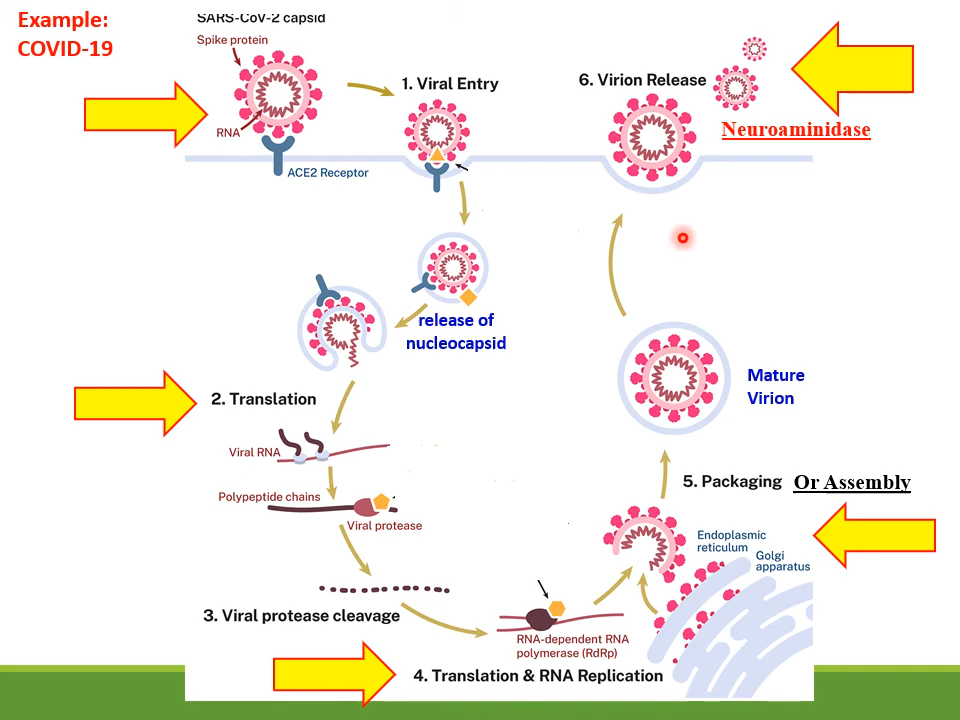 Example:
COVID-19
SARS-CoV-2 capsid
Spike protein
RNA
ACE2 Receptor
1. Viral Entry
6. Virion Release
Neuroaminidase
release of
nucleocapsid
2. Translation
Viral RNA
Polypeptide chains
Viral protease
3. Viral protease cleavage
RNA-dependent RNA
polymerase (RdRp)
4. Translation & RNA Replication
Mature
Virion
5. Packaging Or Assembly
Endoplasmic
reticulum
Golgi
apparatus